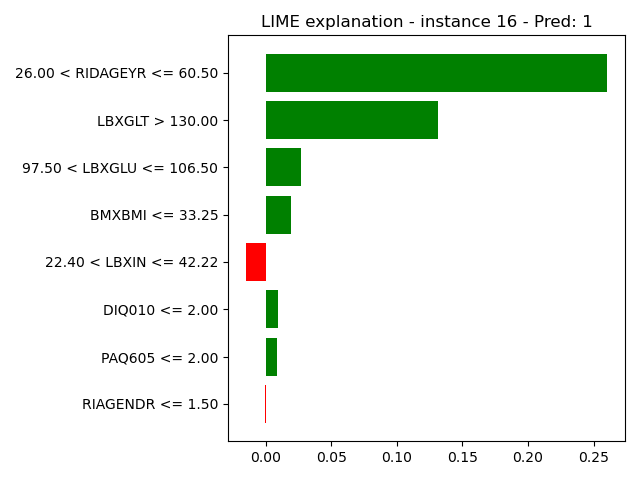 LIME explanation - instance 16 - Pred: 1
26.00 < RIDAGEYR <= 60.50
LBXGLT > 130.00
97.50 < LBXGLU <= 106.50
BMXBMI <= 33.25
22.40 < LBXIN <= 42.22
DIQ010 <= 2.00
PAQ605 <= 2.00
RIAGENDR <= 1.50
0.00 0.05 0.10 0.15 0.20 0.25